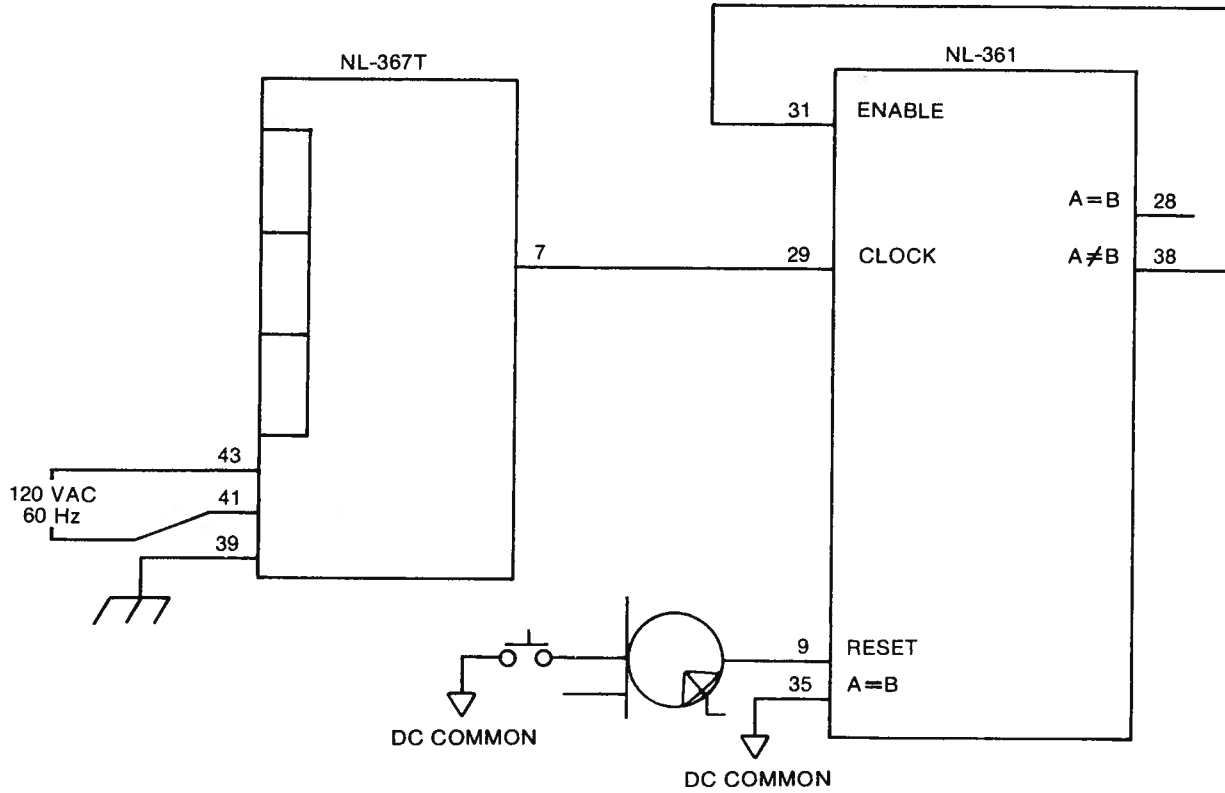 NL-367T
NL-361
31 ENABLE
A=B 28
7
29 CLOCK
A≠B 38
43
120 VAC
60 Hz
41
39
9 RESET
35 A=B
DC COMMON
DC COMMON